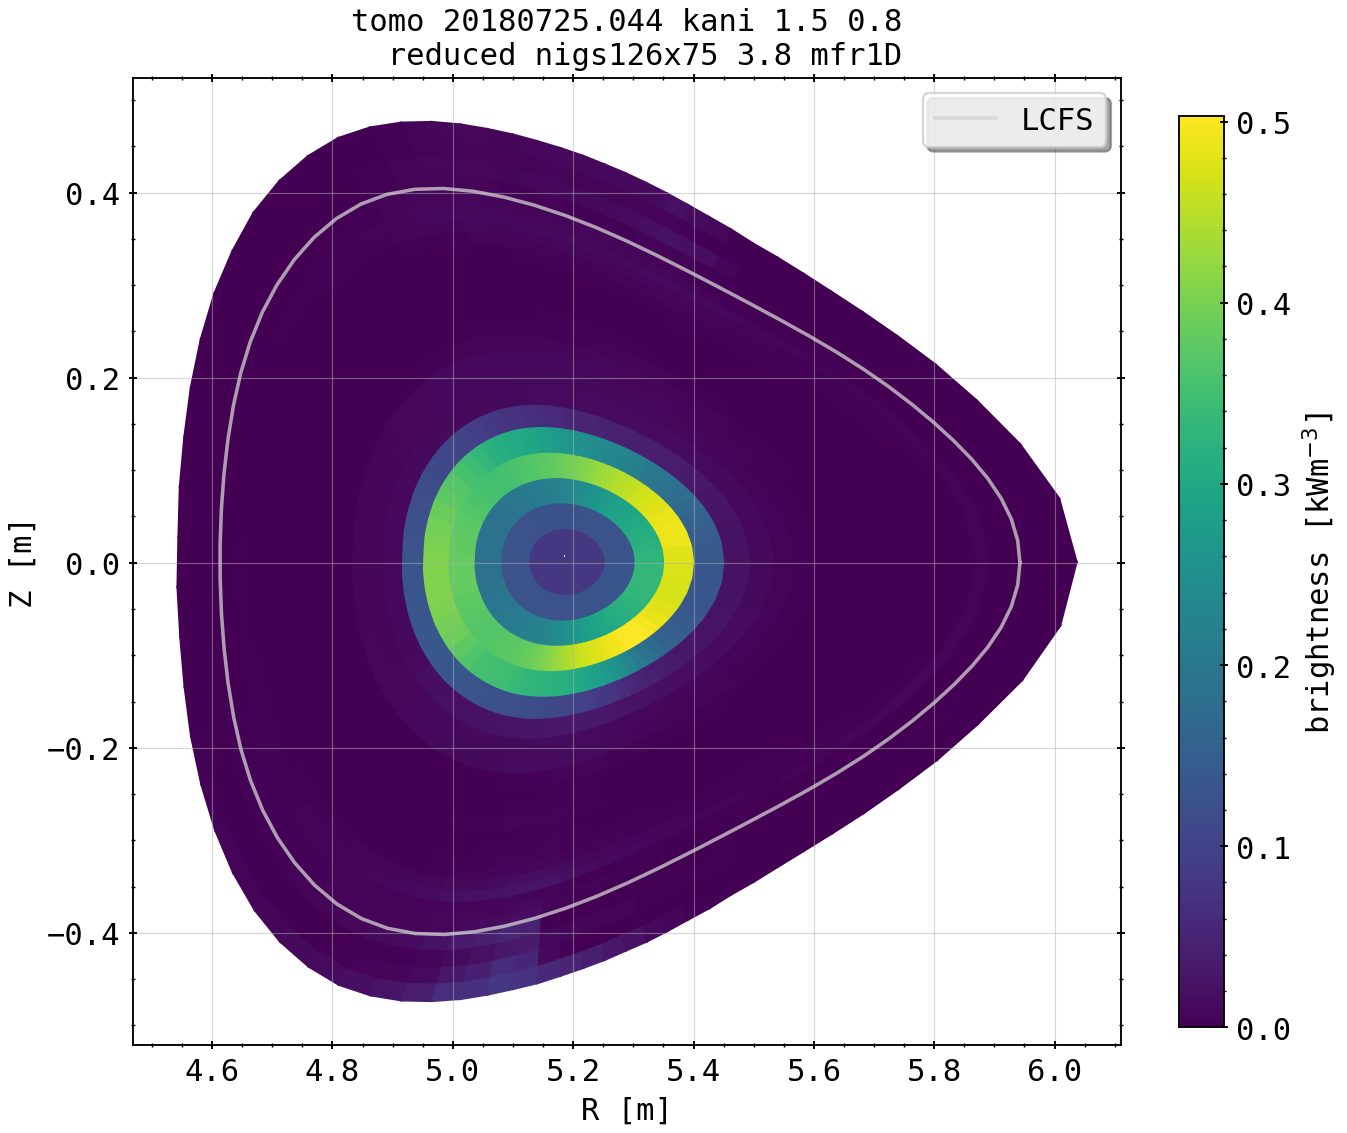 tomo 20180725.044 kani 1.5 0.8
reduced nigs126x75 3.8 mfr1D
LCFS
0.4
0.2
0.0
−0.2
−0.4
Z [m]
4.6 4.8 5.0 5.2 5.4 5.6 5.8 6.0
R [m]
0.5
0.4
0.3
0.2
0.1
0.0
brightness [kWm⁻³]